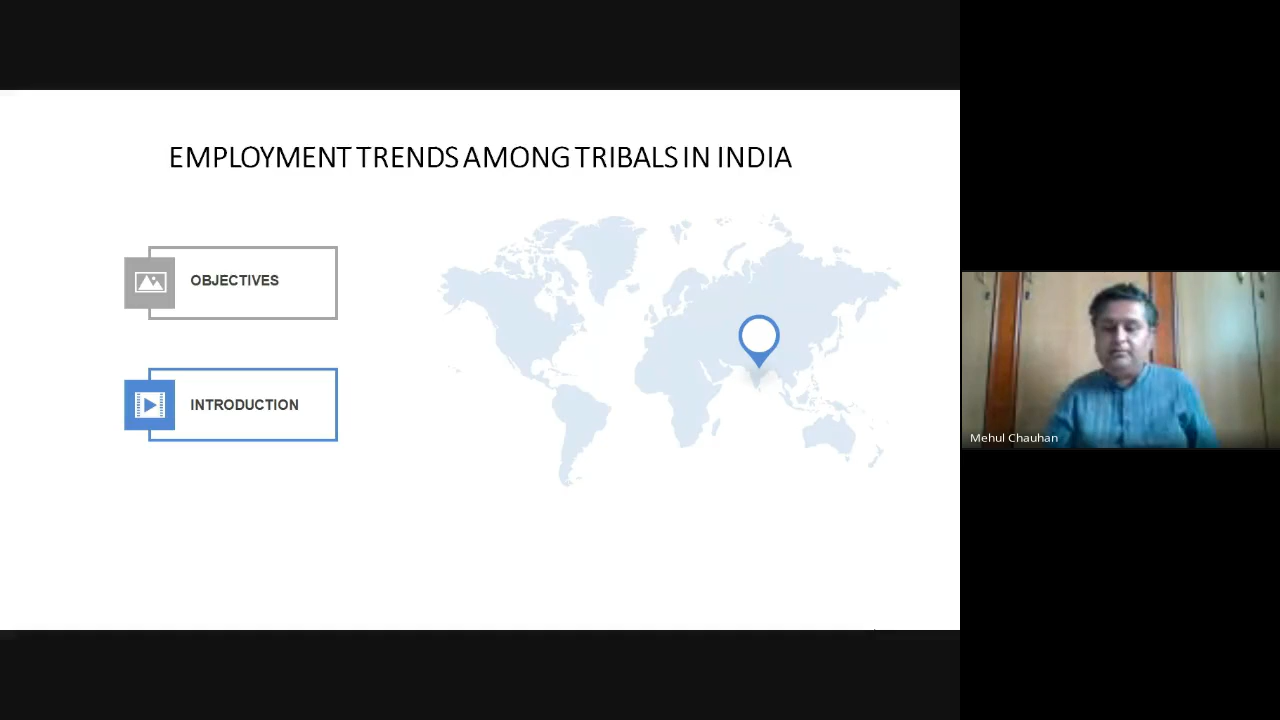 EMPLOYMENT TRENDS AMONG TRIBALS IN INDIA
OBJECTIVES
INTRODUCTION
Mehul Chauhan